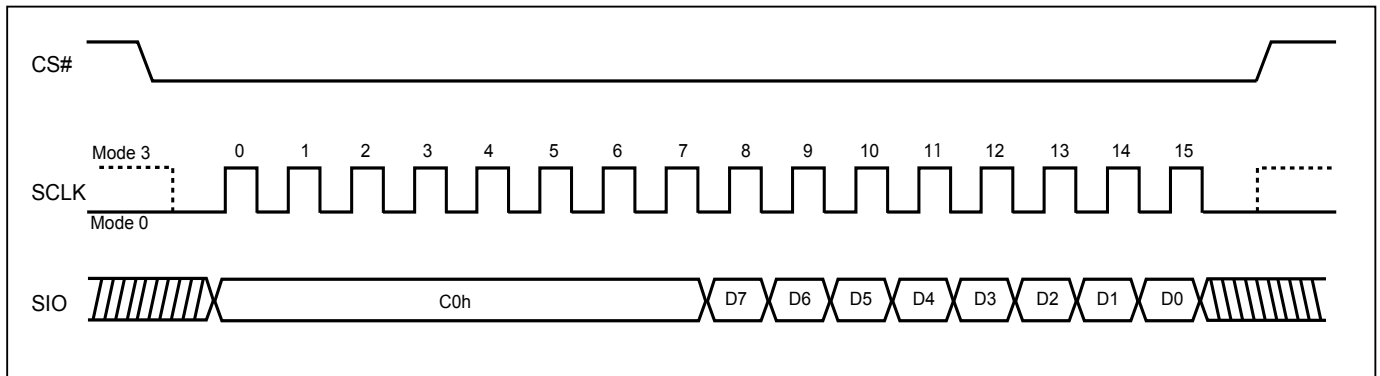 CS#
Mode 3
0 1 2 3 4 5 6 7 8 9 10 11 12 13 14 15
SCLK
Mode 0
SIO
C0h D7 D6 D5 D4 D3 D2 D1 D0